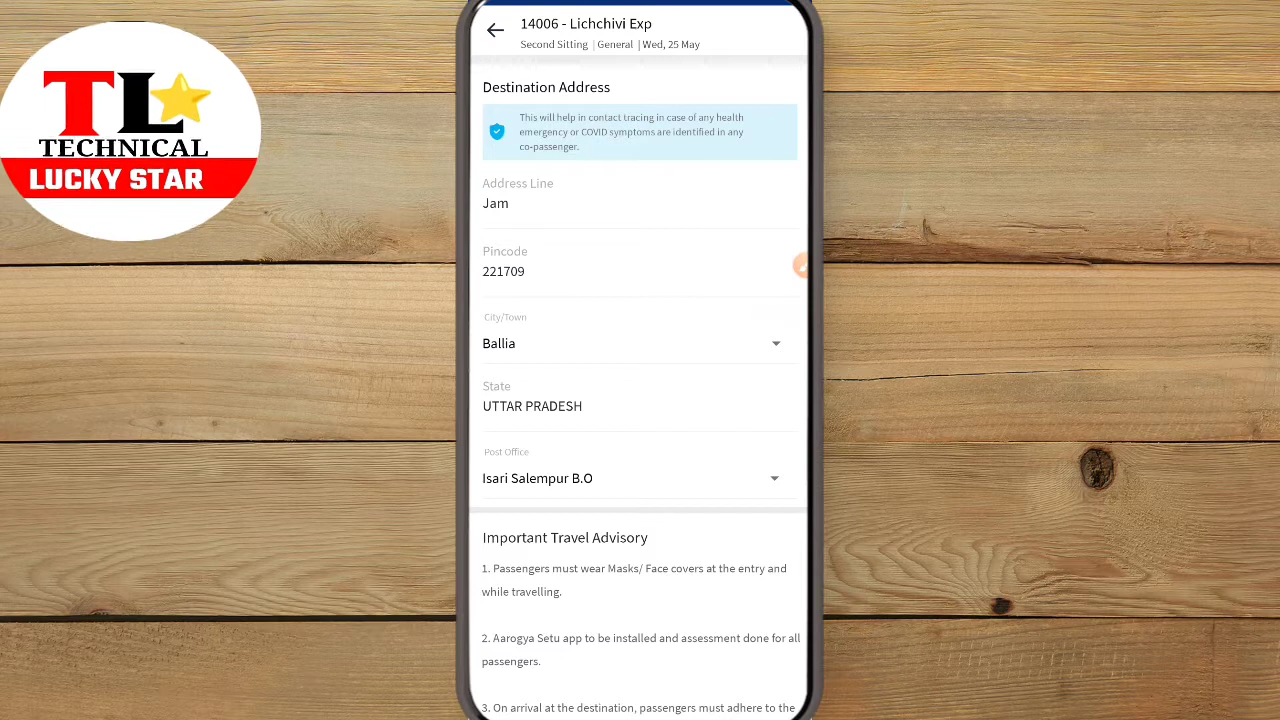 TL
TECHNICAL
LUCKY STAR
14006 - Lichchivi Exp
Second Sitting | General | Wed, 25 May
Destination Address
This will help in contact tracing in case of any health
emergency or COVID symptoms are identified in any
co-passenger.
Address Line
Jam
Pincode
221709
City/Town
Ballia
State
UTTAR PRADESH
Post Office
Isari Salempur B.O
Important Travel Advisory
1. Passengers must wear Masks/ Face covers at the entry and
while travelling.
2. Aarogya Setu app to be installed and assessment done for all
passengers.
3. On arrival at the destination, passengers must adhere to the